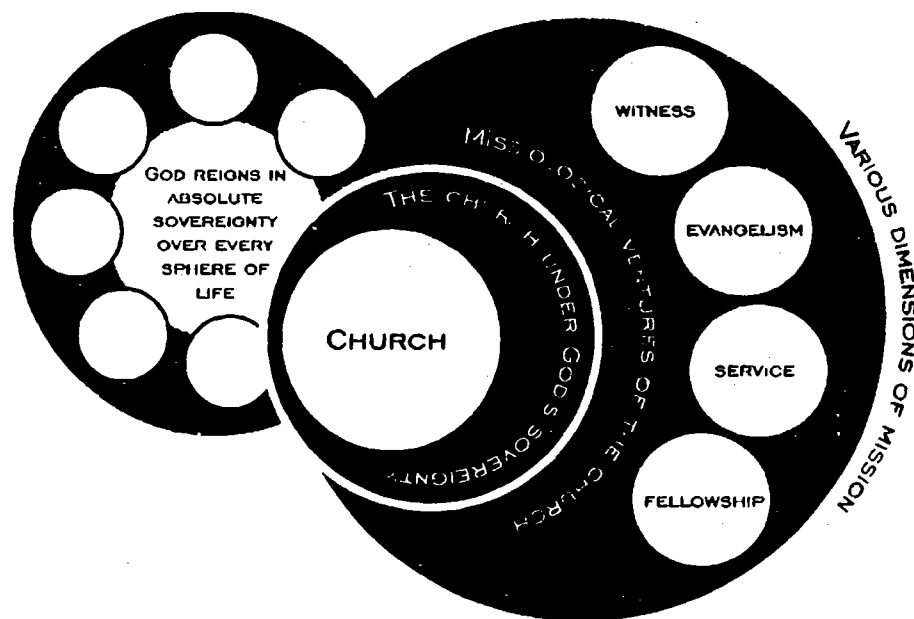 GOD REIGNS IN
ABSOLUTE
SOVEREIGNTY
OVER EVERY
SPHERE OF
LIFE
CHURCH
THE CHURCH UNDER GOD'S SOVEREIGNTY
MISSIOLOGICAL VENTURES OF THE CHURCH
WITNESS
EVANGELISM
SERVICE
FELLOWSHIP
VARIOUS DIMENSIONS OF MISSION